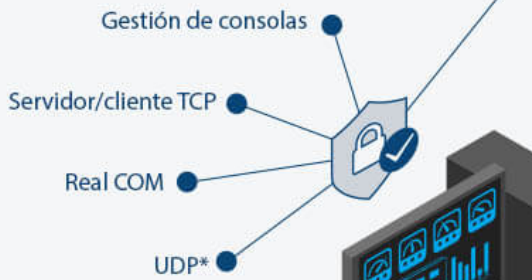 Gestión de consolas
Servidor/cliente TCP
Real COM
UDP*